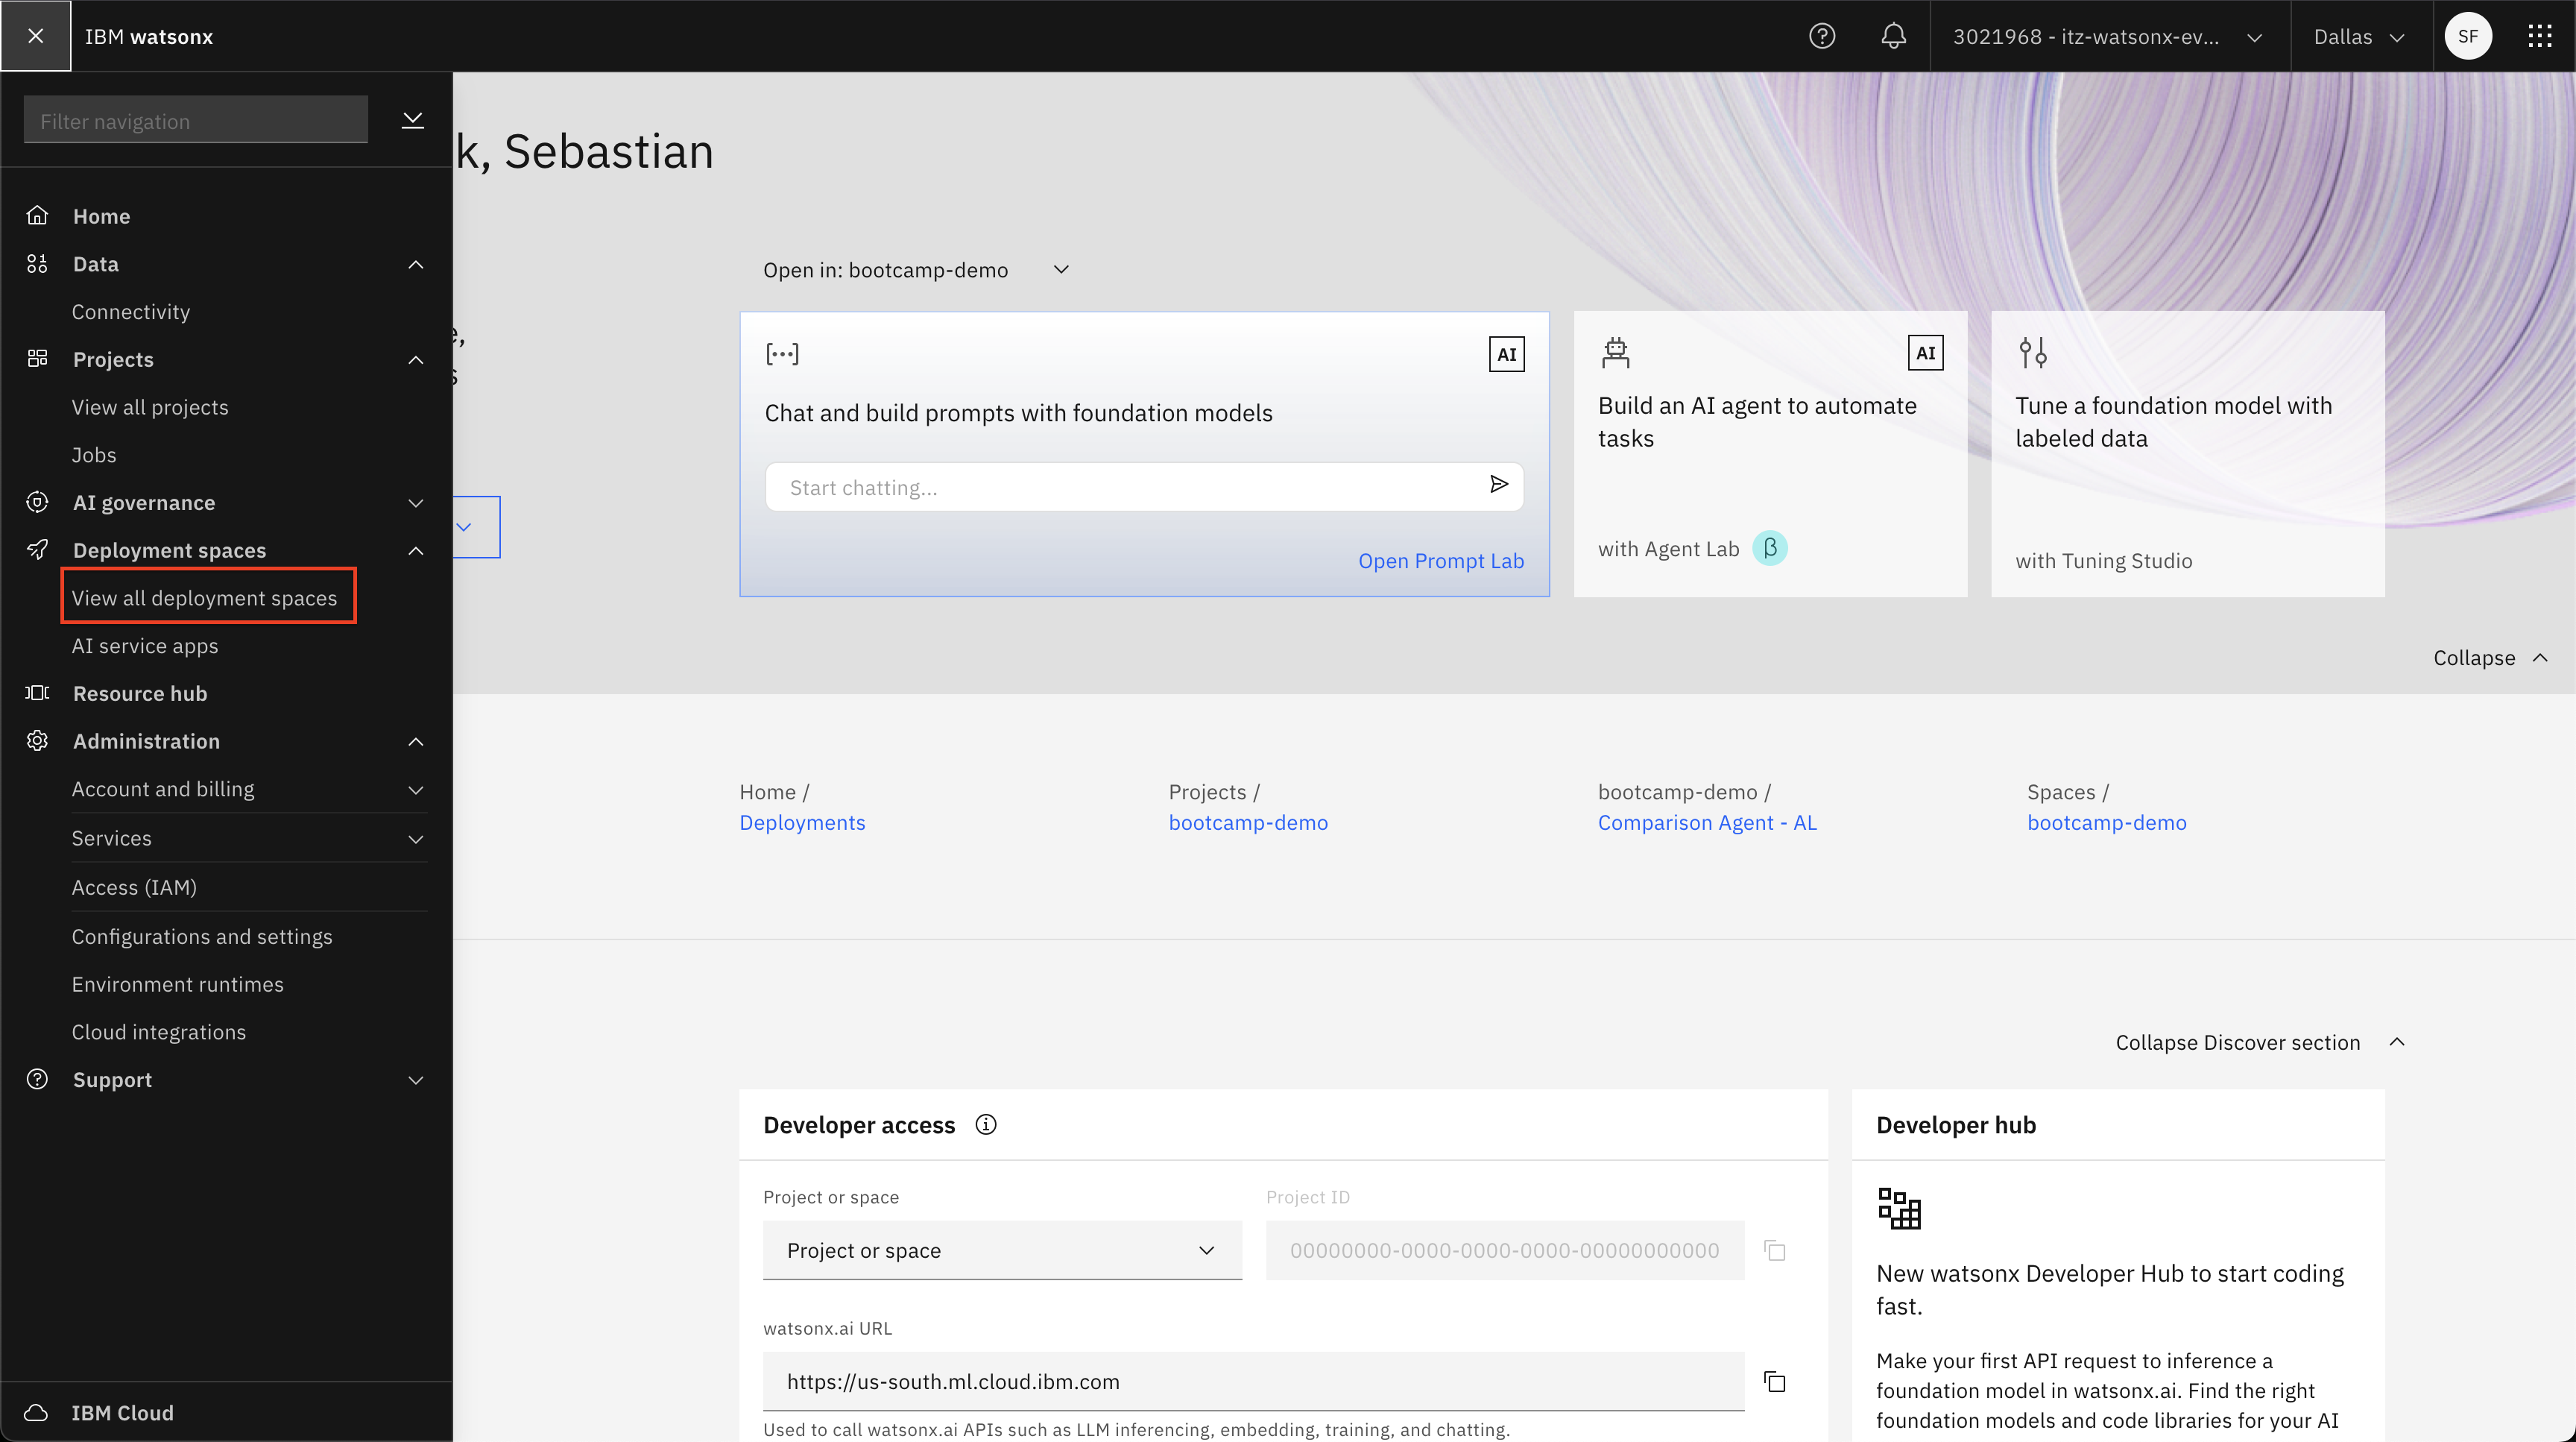 IBM watsonx
3021968 - itz-watsonx-ev...
Dallas
SF
Filter navigation
Home
Data
Connectivity
Projects
View all projects
Jobs
AI governance
Deployment spaces
View all deployment spaces
AI service apps
Resource hub
Administration
Account and billing
Services
Access (IAM)
Configurations and settings
Environment runtimes
Cloud integrations
Support
IBM Cloud
k, Sebastian
e,
s
Open in: bootcamp-demo
AI
Chat and build prompts with foundation models
Start chatting...
Open Prompt Lab
AI
Build an AI agent to automate
tasks
with Agent Lab β
Tune a foundation model with
labeled data
with Tuning Studio
Collapse
Home /
Deployments
Projects /
bootcamp-demo
bootcamp-demo /
Comparison Agent - AL
Spaces /
bootcamp-demo
Collapse Discover section
Developer access
Project or space
Project or space
Project ID
00000000-0000-0000-0000-00000000000
watsonx.ai URL
https://us-south.ml.cloud.ibm.com
Used to call watsonx.ai APIs such as LLM inferencing, embedding, training, and chatting.
Developer hub
New watsonx Developer Hub to start coding
fast.
Make your first API request to inference a
foundation model in watsonx.ai. Find the right
foundation models and code libraries for your AI